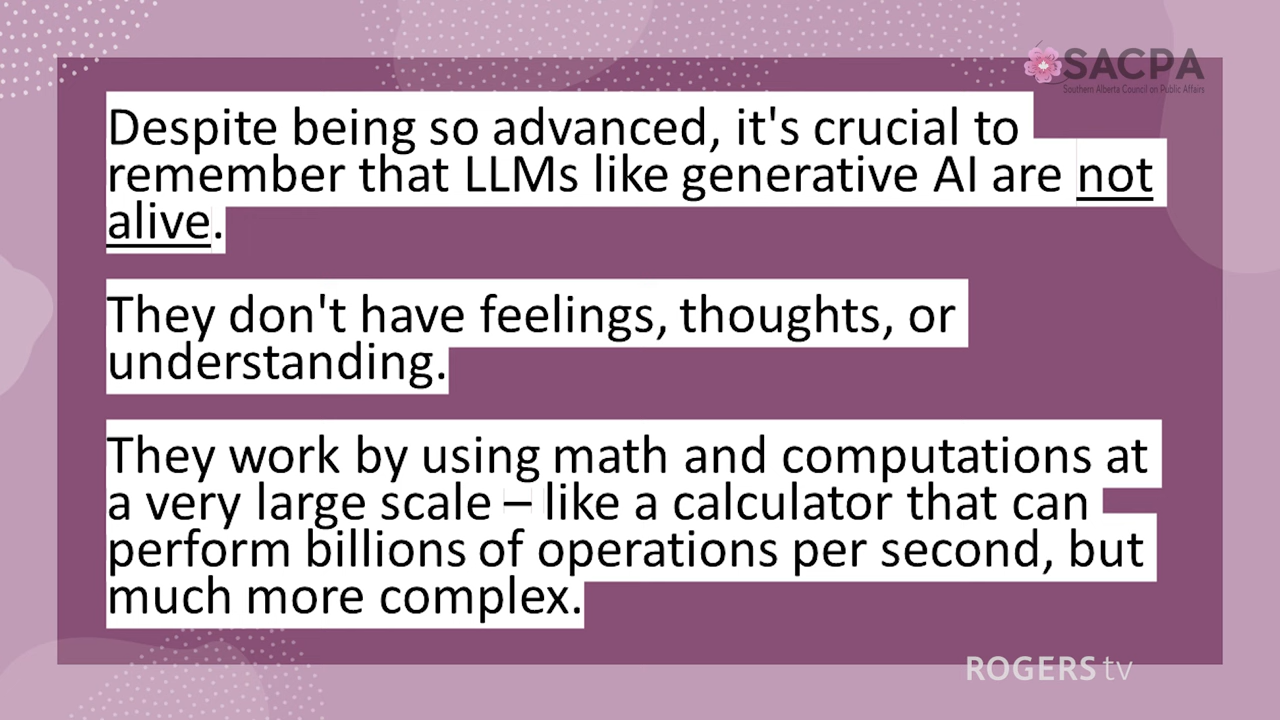 SACPA
Southern Alberta Council on Public Affairs
Despite being so advanced, it's crucial to
remember that LLMs like generative AI are not
alive.
They don't have feelings, thoughts, or
understanding.
They work by using math and computations at
a very large scale – like a calculator that can
perform billions of operations per second, but
much more complex.
ROGERS tv